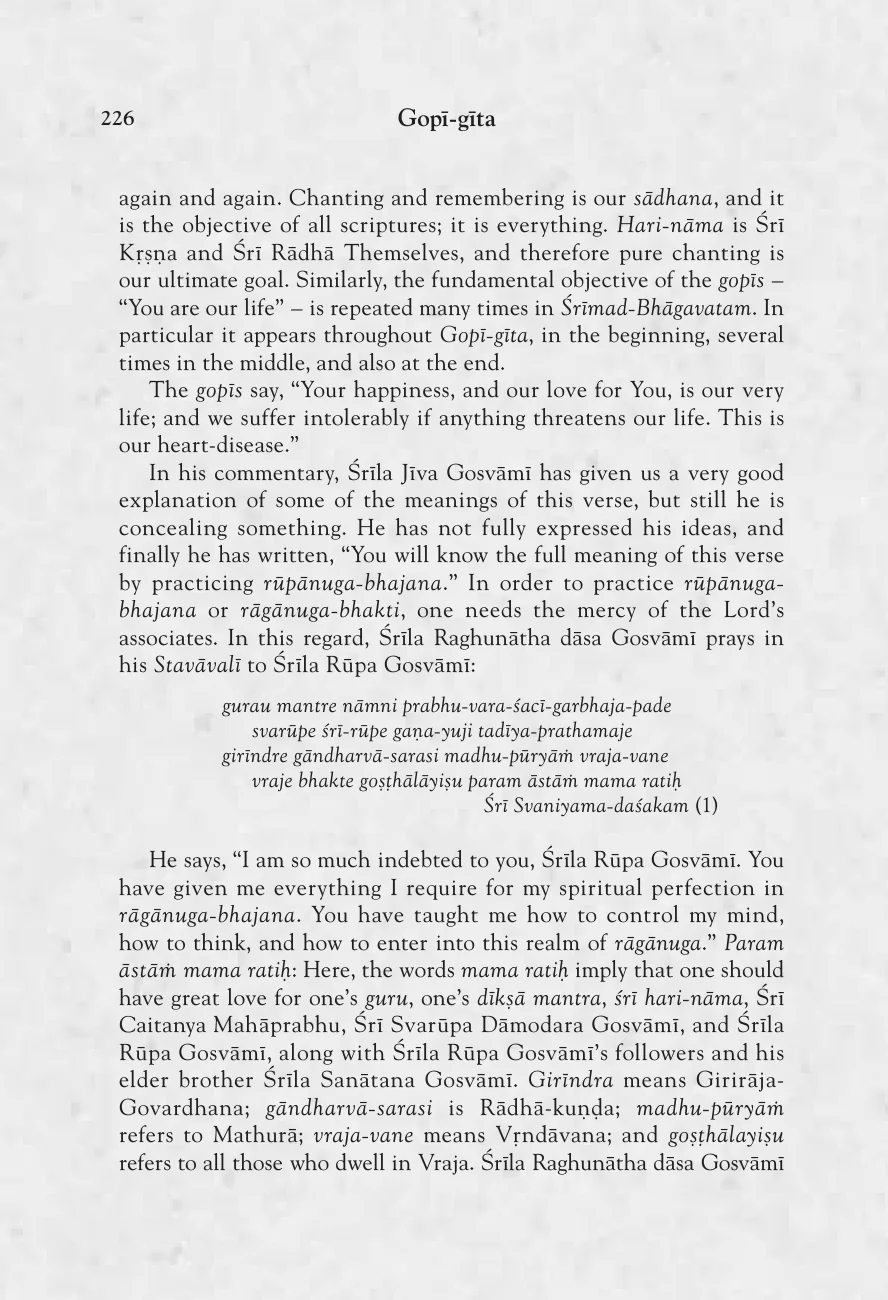 226
Gopī-gīta
again and again. Chanting and remembering is our sādhana, and it
is the objective of all scriptures; it is everything. Hari-nāma is Śrī
Kṛṣṇa and Śrī Rādhā Themselves, and therefore pure chanting is
our ultimate goal. Similarly, the fundamental objective of the gopīs –
“You are our life” – is repeated many times in Śrīmad-Bhāgavatam. In
particular it appears throughout Gopī-gīta, in the beginning, several
times in the middle, and also at the end.
The gopīs say, “Your happiness, and our love for You, is our very
life; and we suffer intolerably if anything threatens our life. This is
our heart-disease.”
In his commentary, Śrīla Jīva Gosvāmī has given us a very good
explanation of some of the meanings of this verse, but still he is
concealing something. He has not fully expressed his ideas, and
finally he has written, “You will know the full meaning of this verse
by practicing rūpānuga-bhajana.” In order to practice rūpānuga-
bhajana or rāgānuga-bhakti, one needs the mercy of the Lord’s
associates. In this regard, Śrīla Raghunātha dāsa Gosvāmī prays in
his Stavāvalī to Śrīla Rūpa Gosvāmī:
gurau mantre nāmni prabhu-vara-śacī-garbhaja-pade
svarūpe śrī-rūpe gaṇa-yuji tadīya-prathamaje
girīndre gāndharvā-sarasi madhu-pūryāṁ vraja-vane
vraje bhakte goṣṭhālāyiṣu param āstāṁ mama ratiḥ
Śrī Svaniyama-daśakam (1)
He says, “I am so much indebted to you, Śrīla Rūpa Gosvāmī. You
have given me everything I require for my spiritual perfection in
rāgānuga-bhajana. You have taught me how to control my mind,
how to think, and how to enter into this realm of rāgānuga.” Param
āstāṁ mama ratiḥ: Here, the words mama ratiḥ imply that one should
have great love for one’s guru, one’s dīkṣā mantra, śrī hari-nāma, Śrī
Caitanya Mahāprabhu, Śrī Svarūpa Dāmodara Gosvāmī, and Śrīla
Rūpa Gosvāmī, along with Śrīla Rūpa Gosvāmī’s followers and his
elder brother Śrīla Sanātana Gosvāmī. Girīndra means Girirāja-
Govardhana; gāndharvā-sarasi is Rādhā-kuṇḍa; madhu-pūryāṁ
refers to Mathurā; vraja-vane means Vṛndāvana; and goṣṭhālayiṣu
refers to all those who dwell in Vraja. Śrīla Raghunātha dāsa Gosvāmī